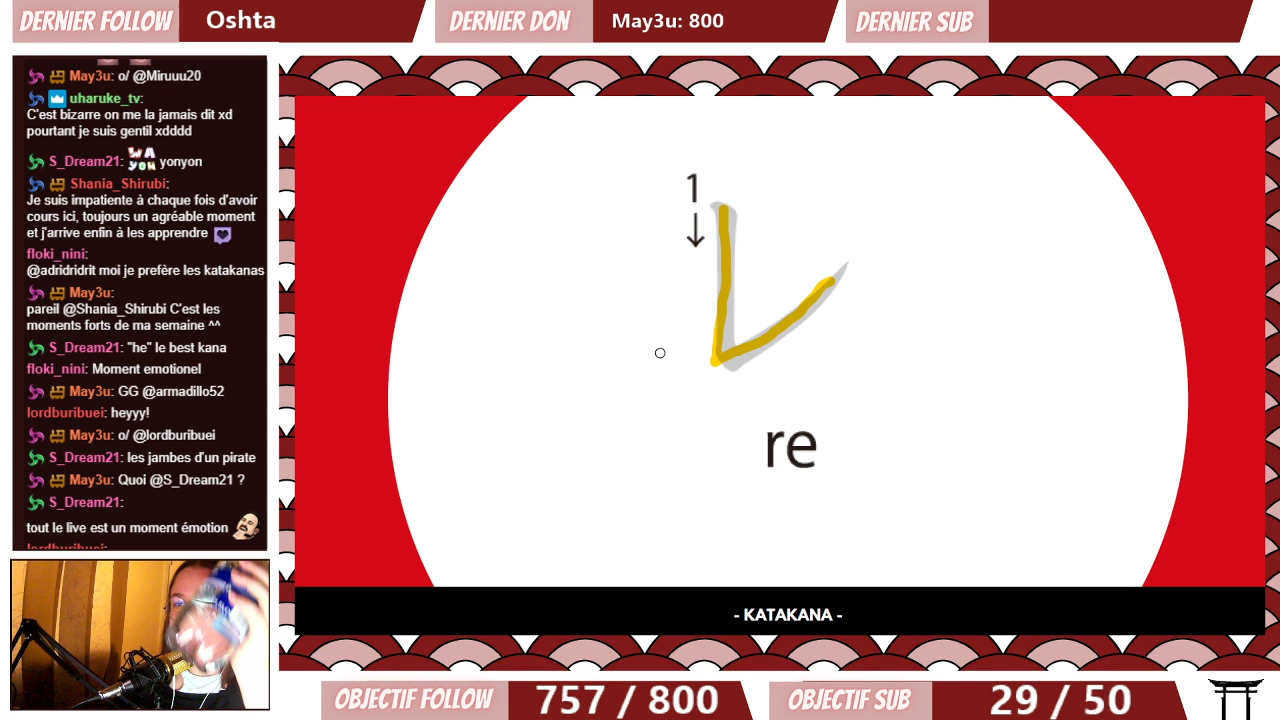 DERNIER FOLLOW
Oshta
DERNIER DON
May3u: 800
DERNIER SUB
May3u: o/ @Miruuu20
uharuke_tv:
C'est bizarre on me la jamais dit xd
pourtant je suis gentil xdddd
S_Dream21: WA YOU yonyon
Shania_Shirubi:
Je suis impatiente à chaque fois d'avoir
cours ici, toujours un agréable moment
et j'arrive enfin à les apprendre
floki_nini:
@adridridrit moi je prefère les katakanas
May3u:
pareil @Shania_Shirubi C'est les
moments forts de ma semaine ^^
S_Dream21: "he" le best kana
floki_nini: Moment emotionel
May3u: GG @armadillo52
lordburibuei: heyyy!
May3u: o/ @lordburibuei
S_Dream21: les jambes d'un pirate
May3u: Quoi @S_Dream21 ?
S_Dream21:
tout le live est un moment émotion
lordburibuei:
1
↓
レ
re
- KATAKANA -
OBJECTIF FOLLOW
757 / 800
OBJECTIF SUB
29 / 50